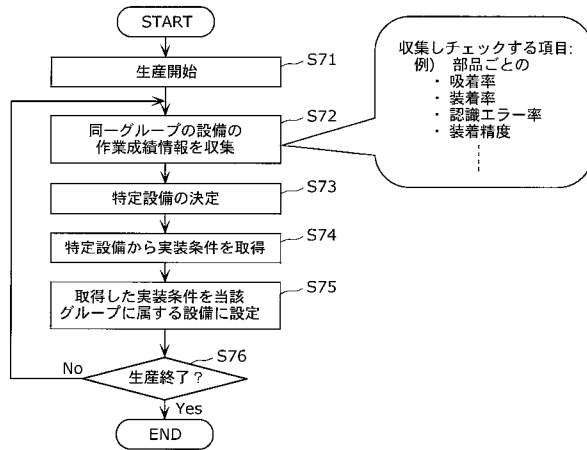 START
生産開始
S71
同一グループの設備の
作業成績情報を収集
S72
収集しチェックする項目:
例) 部品ごとの
・ 吸着率
・ 装着率
・ 認識エラー率
・ 装着精度
特定設備の決定
S73
特定設備から実装条件を取得
S74
取得した実装条件を当該
グループに属する設備に設定
S75
生産終了?
S76
No
Yes
END